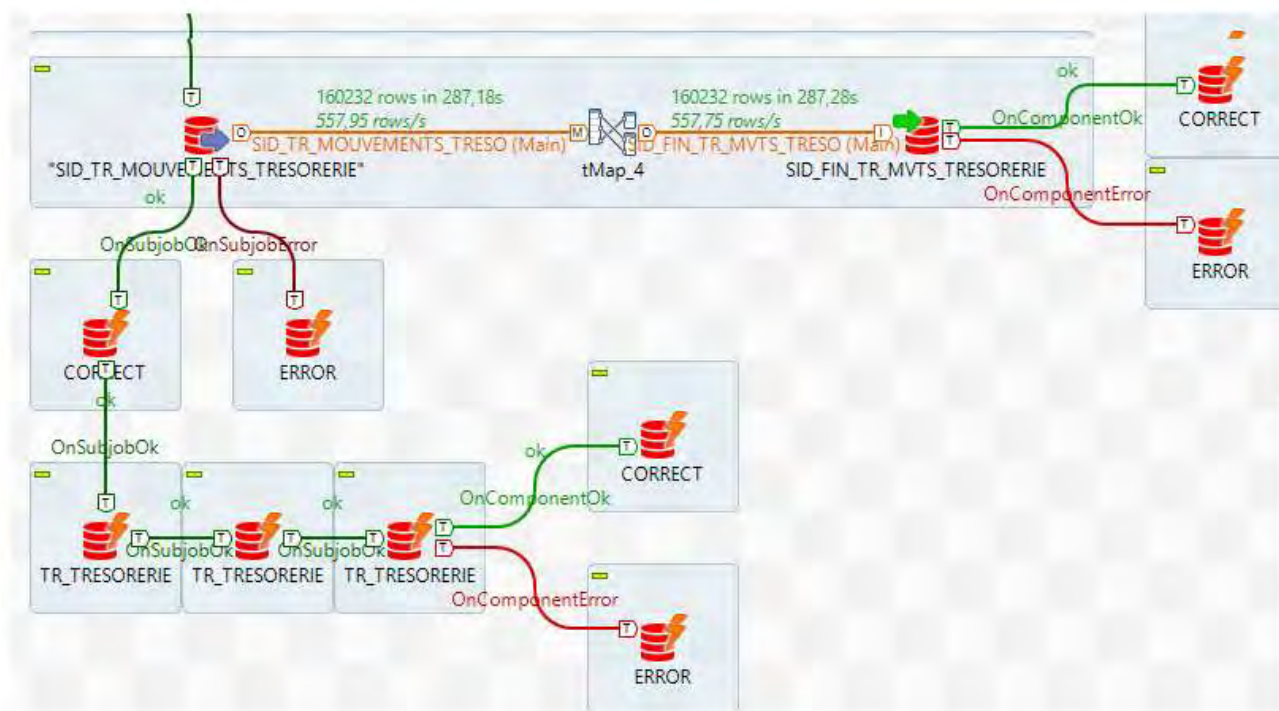 ok
160232 rows in 287,18s
160232 rows in 287,28s
557,95 rows/s
557,75 rows/s
OnComponentOk
CORRECT
SID_TR_MOUVEMENTS_TRESO (Main)
SID_FIN_TR_MVTS_TRESO (Main)
"SID_TR_MOUVEMENTS_TRESORERIE"
tMap_4
SID_FIN_TR_MVTS_TRESORERIE
ok
OnComponentError
OnSubjobOk
OnSubjobError
ERROR
CORRECT
ERROR
ok
OnSubjobOk
ok
CORRECT
ok
ok
OnComponentOk
OnSubjobOk
OnSubjobOk
TR_TRESORERIE
TR_TRESORERIE
TR_TRESORERIE
OnComponentError
ERROR